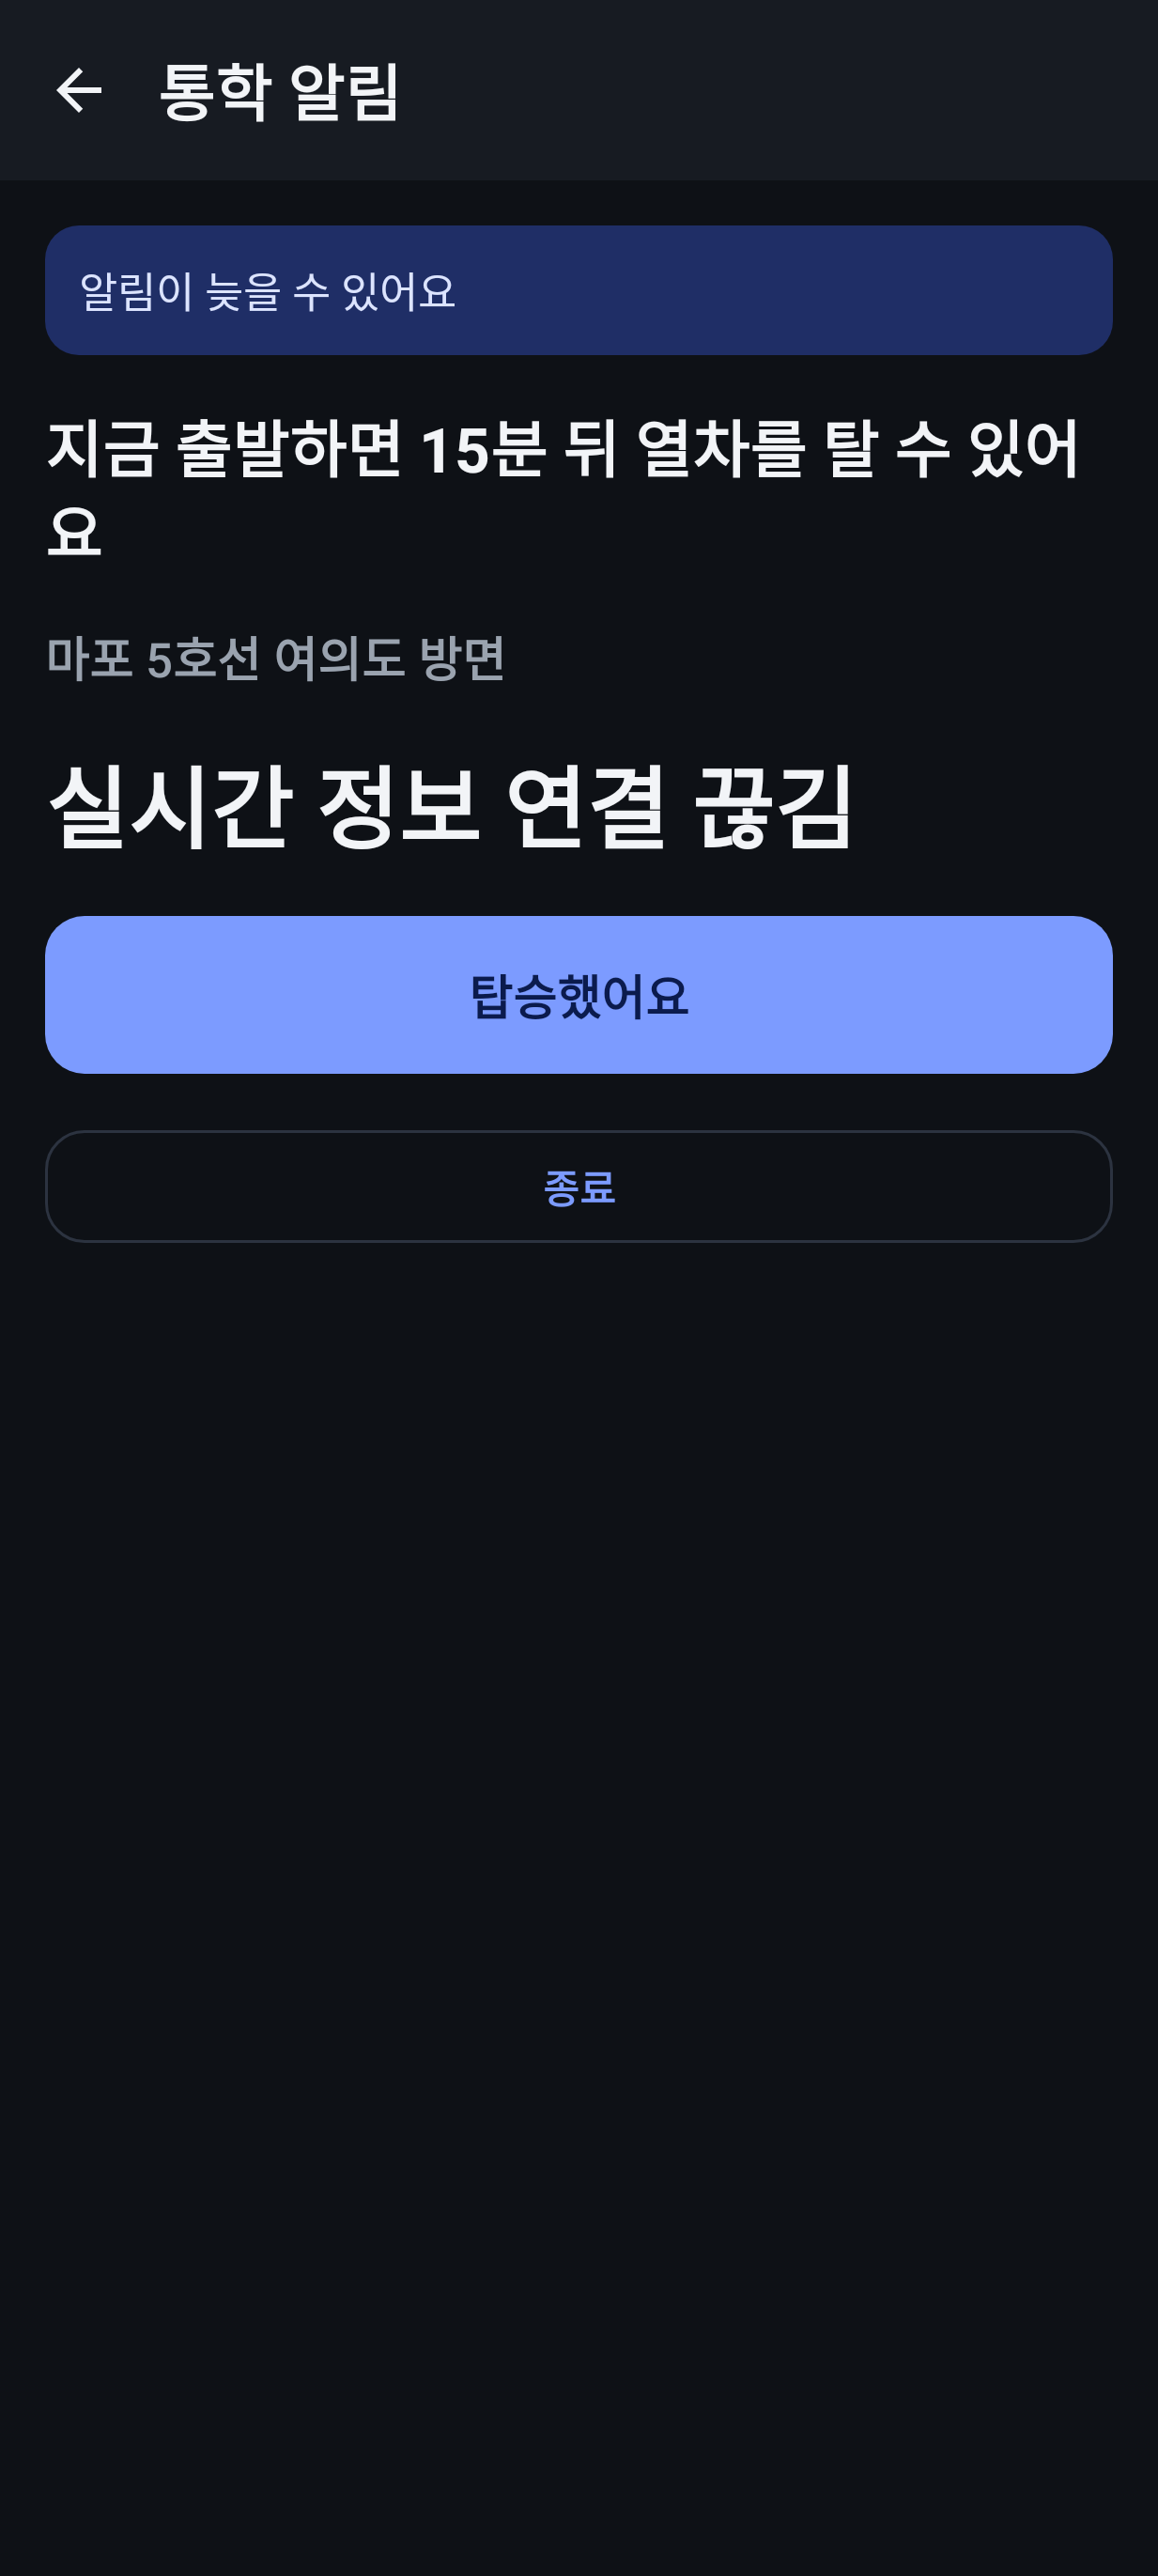 통학 알림
알림이 늦을 수 있어요
지금 출발하면 15분 뒤 열차를 탈 수 있어
요
마포 5호선 여의도 방면
실시간 정보 연결 끊김
탑승했어요
종료